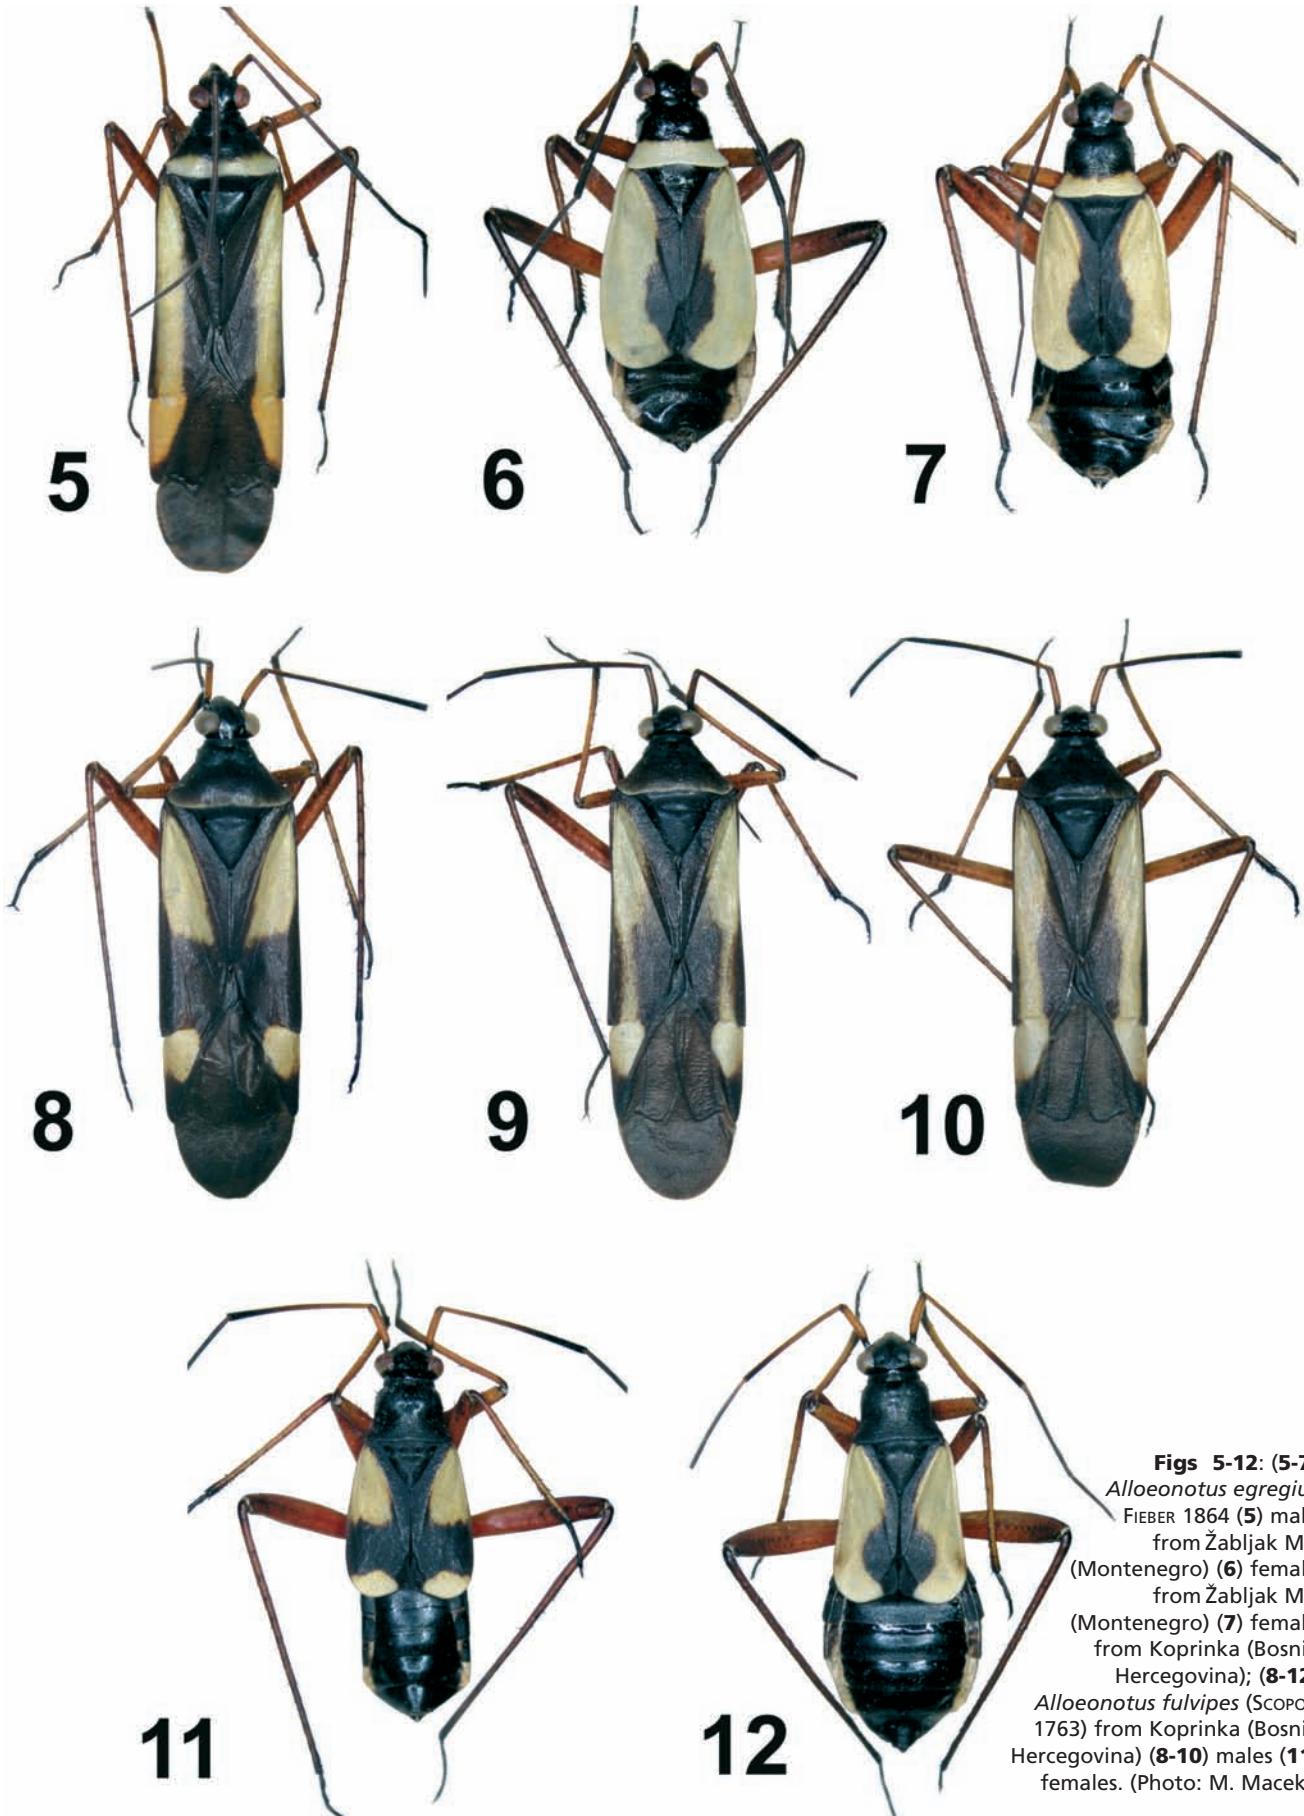 5
6
7
8
9
10
11
12
Figs 5-12: (5-7
Alloeonotus egregiu
FIEBER 1864 (5) mal
from Žabljak M
(Montenegro) (6) femal
from Žabljak M
(Montenegro) (7) femal
from Koprinka (Bosni
Hercegovina); (8-12
Alloeonotus fulvipes (SCOPO
1763) from Koprinka (Bosni
Hercegovina) (8-10) males (11
females. (Photo: M. Macek